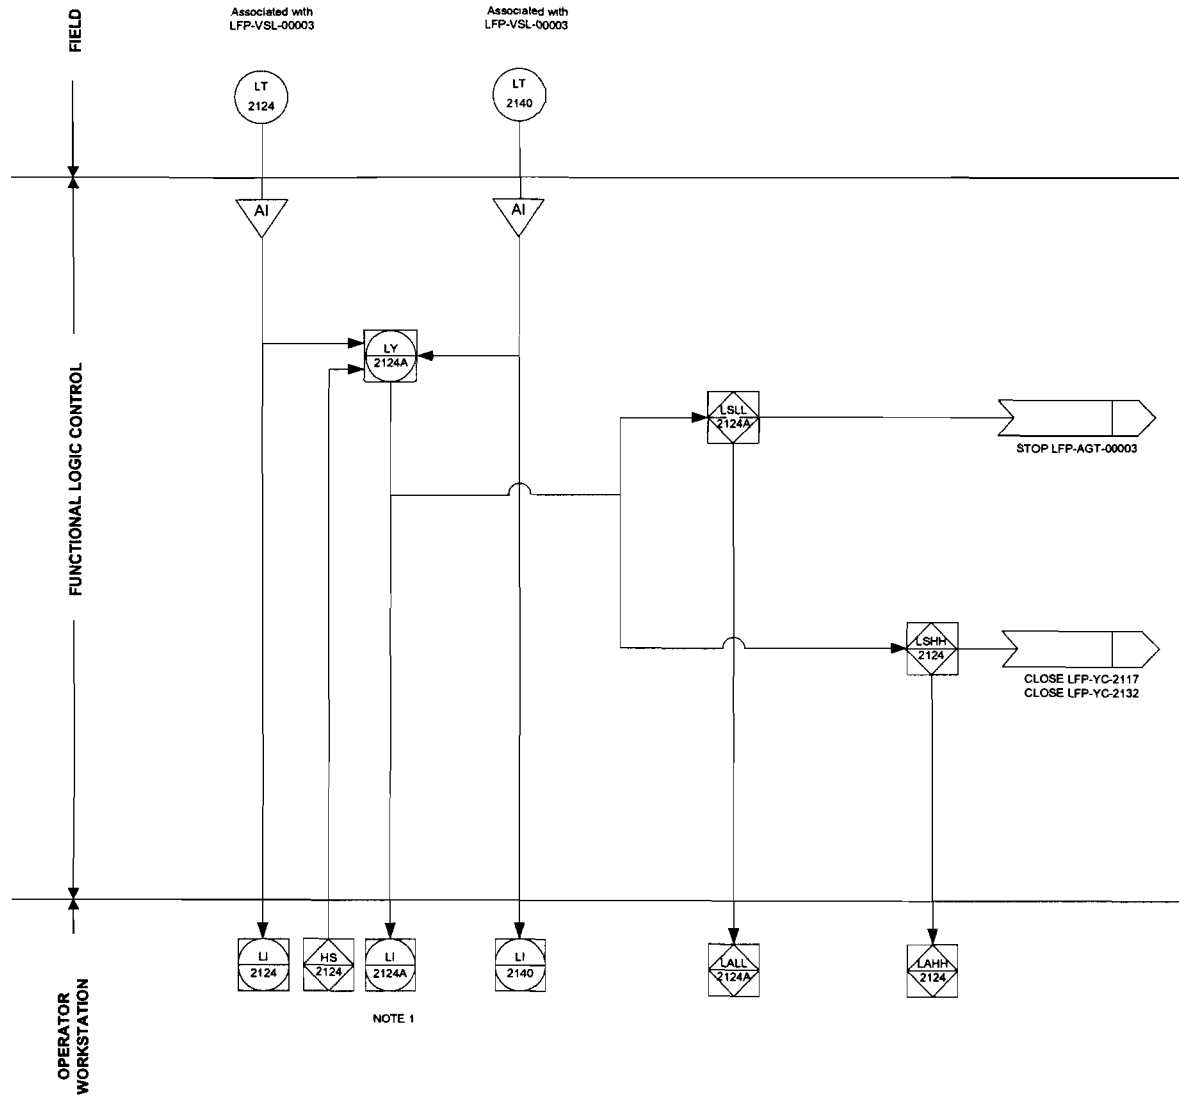 FIELD
Associated with
LFP-VSL-00003
Associated with
LFP-VSL-00003
LT
2124
LT
2140
AI
AI
FUNCTIONAL LOGIC CONTROL
LY
2124A
LSLL
2124A
STOP LFP-AGT-00003
LSHH
2124
CLOSE LFP-YC-2117
CLOSE LFP-YC-2132
OPERATOR
WORKSTATION
LI
2124
HS
2124
LI
2124A
LI
2140
LALL
2124A
LAHH
2124
NOTE 1